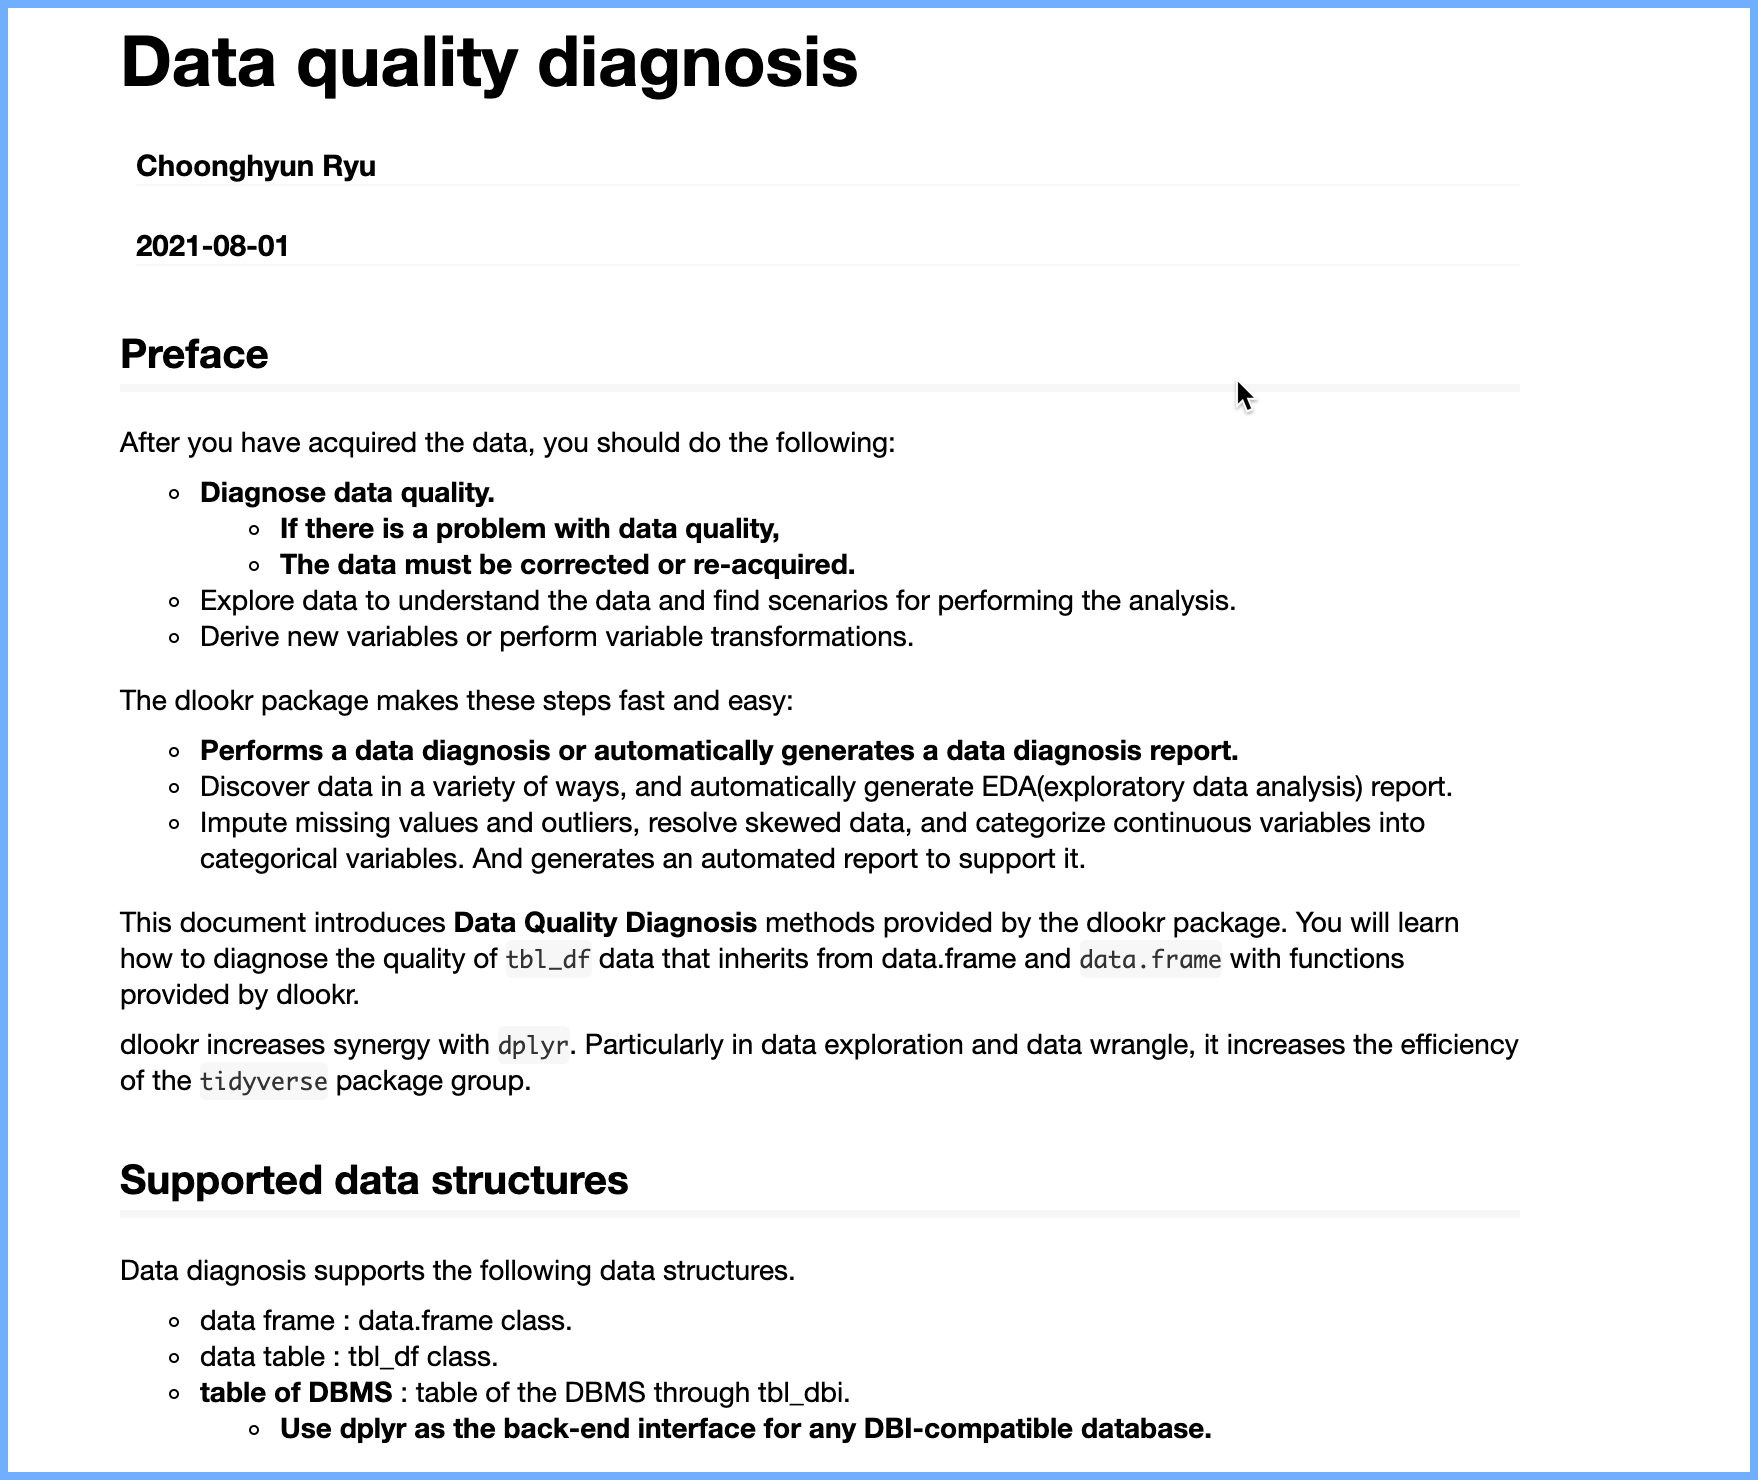 Data quality diagnosis
Choonghyun Ryu
2021-08-01
Preface
After you have acquired the data, you should do the following:
Diagnose data quality.
If there is a problem with data quality,
The data must be corrected or re-acquired.
Explore data to understand the data and find scenarios for performing the analysis.
Derive new variables or perform variable transformations.
The dlookr package makes these steps fast and easy:
Performs a data diagnosis or automatically generates a data diagnosis report.
Discover data in a variety of ways, and automatically generate EDA(exploratory data analysis) report.
Impute missing values and outliers, resolve skewed data, and categorize continuous variables into
categorical variables. And generates an automated report to support it.
This document introduces Data Quality Diagnosis methods provided by the dlookr package. You will learn
how to diagnose the quality of tbl_df data that inherits from data.frame and data.frame with functions
provided by dlookr.
dlookr increases synergy with dplyr. Particularly in data exploration and data wrangle, it increases the efficiency
of the tidyverse package group.
Supported data structures
Data diagnosis supports the following data structures.
data frame : data.frame class.
data table : tbl_df class.
table of DBMS : table of the DBMS through tbl_dbi.
Use dplyr as the back-end interface for any DBI-compatible database.